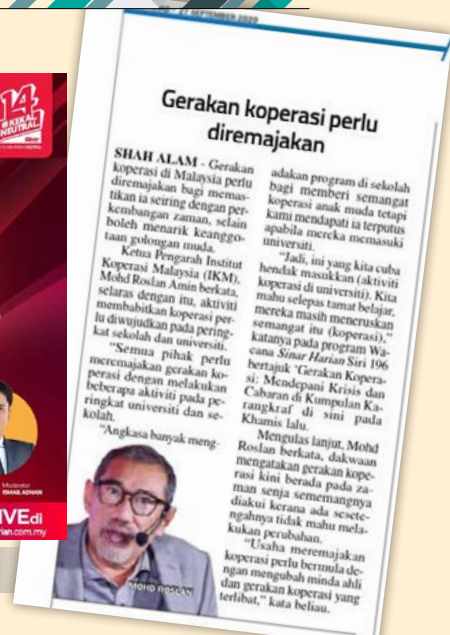 27 SEPTEMBER 2023
14
#KEKAL
NEUTRAL
Gerakan koperasi perlu
diremajakan
SHAH ALAM - Gerakan
koperasi di Malaysia perlu
diremajakan bagi memas-
tikan ia seiring dengan per-
kembangan zaman, selain
boleh menarik keanggo-
taan golongan muda.
Ketua Pengarah Institut
Koperasi Malaysia (IKM),
Mohd Roslan Amin berkata,
selaras dengan itu, aktiviti
membabitkan koperasi per-
lu diwujudkan pada pering-
kat sekolah dan universiti.
"Semua pihak perlu
meremajakan gerakan ko-
perasi dengan melakukan
beberapa aktiviti pada pe-
ringkat universiti dan se-
kolah.
"Angkasa banyak meng-
adakan program di sekolah
bagi memberi semangat
koperasi anak muda tetapi
kami mendapati ia terputus
apabila mereka memasuki
universiti.
"Jadi, ini yang kita cuba
hendak masukkan (aktiviti
koperasi di universiti). Kita
mahu selepas tamat belajar,
mereka masih meneruskan
semangat itu (koperasi),"
katanya pada program Wa-
cana Sinar Harian Siri 196
bertajuk 'Gerakan Kopera-
si: Mendepani Krisis dan
Cabaran di Kumpulan Ka-
rangkraf di sini pada
Khamis lalu.
Mengulas lanjut, Mohd
Roslan berkata, dakwaan
mengatakan gerakan kope-
rasi kini berada pada za-
man senja sememangnya
diakui kerana ada sesete-
ngahnya tidak mahu mela-
kukan perubahan.
"Usaha meremajakan
koperasi perlu bermula de-
ngan mengubah minda ahli
dan gerakan koperasi yang
terlibat," kata beliau.
MOHD ROSLAN
Moderator
ISMAIL ADNAN
IVE di
rian.com.my